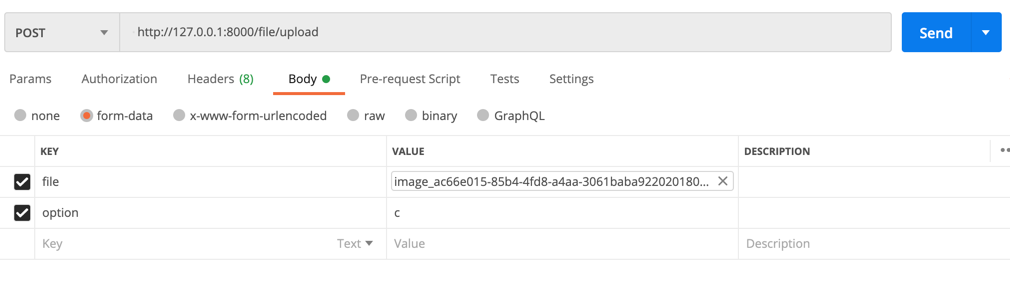 POST http://127.0.0.1:8000/file/upload Send
Params Authorization Headers (8) Body Pre-request Script Tests Settings
none form-data x-www-form-urlencoded raw binary GraphQL
KEY VALUE DESCRIPTION
file image_ac66e015-85b4-4fd8-a4aa-3061baba922020180...
option c
Key Text Value Description